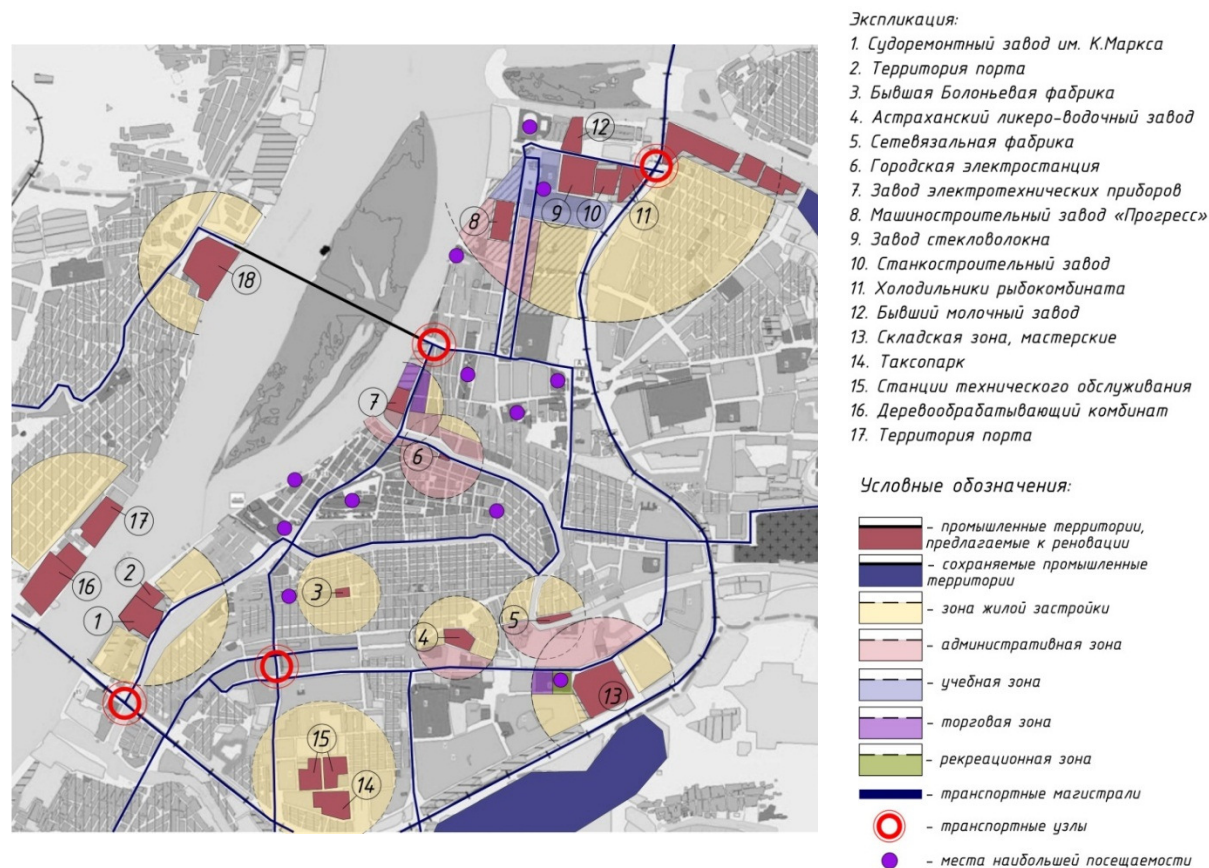 Экспликация:
1. Судоремонтный завод им. К.Маркса
2. Территория порта
3. Бывшая Болоньевая фабрика
4. Астраханский ликеро-водочный завод
5. Сетевязальная фабрика
6. Городская электростанция
7. Завод электротехнических приборов
8. Машиностроительный завод «Прогресс»
9. Завод стекловолокна
10. Станкостроительный завод
11. Холодильники рыбокомбината
12. Бывший молочный завод
13. Складская зона, мастерские
14. Таксопарк
15. Станции технического обслуживания
16. Деревообрабатывающий комбинат
17. Территория порта
Условные обозначения:
- промышленные территории,
предлагаемые к реновации
- сохраняемые промышленные
территории
- зона жилой застройки
- административная зона
- учебная зона
- торговая зона
- рекреационная зона
- транспортные магистрали
- транспортные узлы
- места наибольшей посещаемости
12
9
10
11
8
18
7
6
17
16
2
1
3
4
5
13
15
14